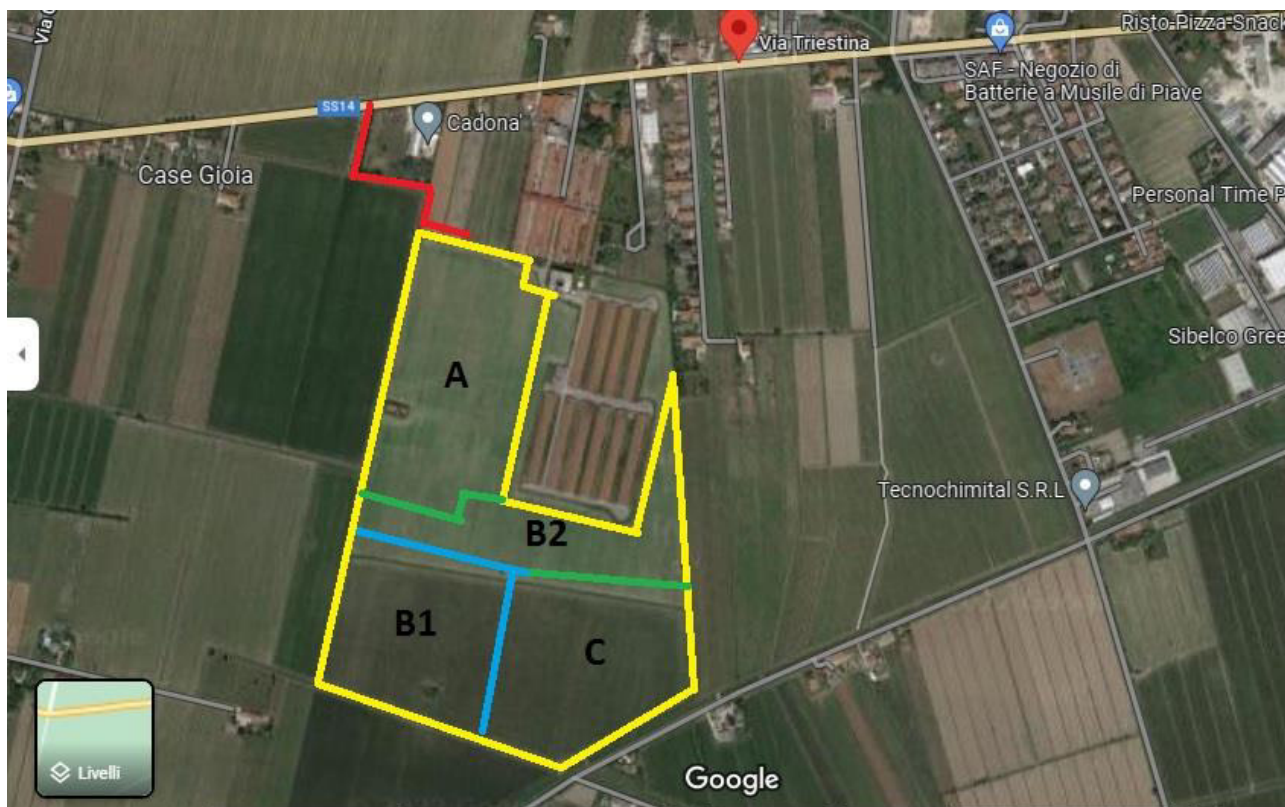 Risto-Pizza-Snack
Via Triestina
SAF - Negozio di
Batterie a Musile di Piave
SS14
Cadona'
Case Gioia
Personal Time P
Sibelco Gree
A
Tecnochimital S.R.L
B2
B1
C
Livelli
Google